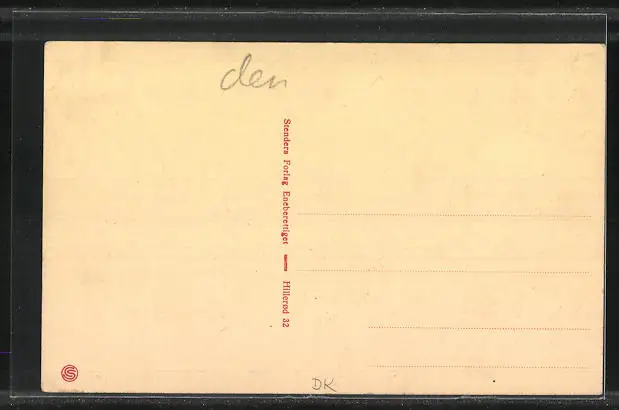 den
Stenders Forlag Eneberettiget — Hillerød 32
S
DK